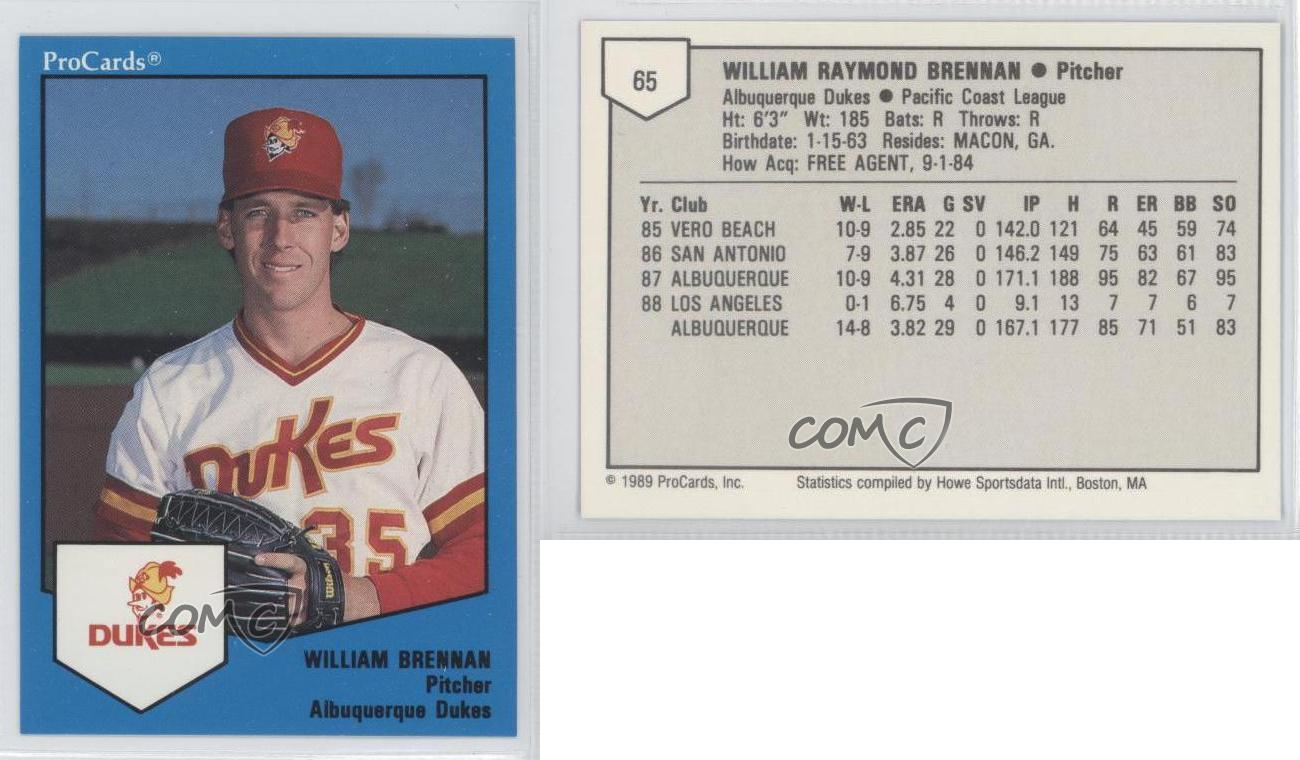 ProCards®
DUKES
35
Wilson
DUKES
COMC
WILLIAM BRENNAN
Pitcher
Albuquerque Dukes
65
WILLIAM RAYMOND BRENNAN ● Pitcher
Albuquerque Dukes ● Pacific Coast League
Ht: 6'3" Wt: 185 Bats: R Throws: R
Birthdate: 1-15-63 Resides: MACON, GA.
How Acq: FREE AGENT, 9-1-84
Yr. Club W-L ERA G SV IP H R ER BB SO
85 VERO BEACH 10-9 2.85 22 0 142.0 121 64 45 59 74
86 SAN ANTONIO 7-9 3.87 26 0 146.2 149 75 63 61 83
87 ALBUQUERQUE 10-9 4.31 28 0 171.1 188 95 82 67 95
88 LOS ANGELES 0-1 6.75 4 0 9.1 13 7 7 6 7
ALBUQUERQUE 14-8 3.82 29 0 167.1 177 85 71 51 83
COMC
© 1989 ProCards, Inc. Statistics compiled by Howe Sportsdata Intl., Boston, MA